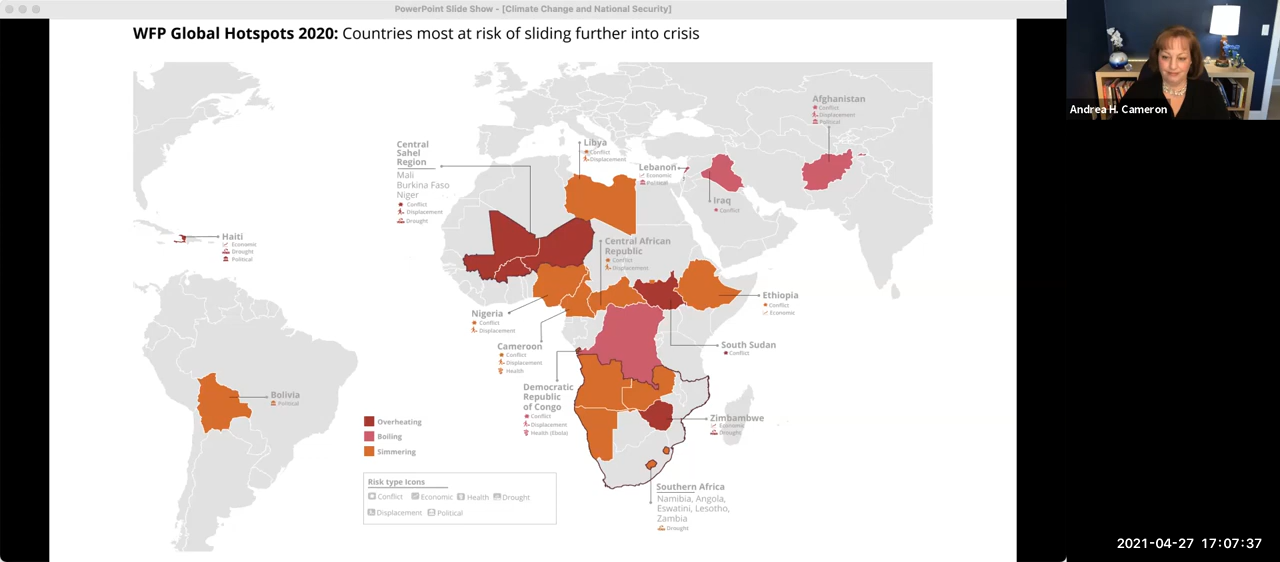 PowerPoint Slide Show - [Climate Change and National Security]
WFP Global Hotspots 2020: Countries most at risk of sliding further into crisis
Andrea H. Cameron
Afghanistan
Conflict
Displacement
Political
Libya
Conflict
Displacement
Central
Sahel
Region
Mali
Burkina Faso
Niger
Conflict
Displacement
Drought
Lebanon
Economic
Political
Iraq
Conflict
Haiti
Economic
Drought
Political
Central African
Republic
Conflict
Displacement
Ethiopia
Conflict
Economic
Nigeria
Conflict
Displacement
South Sudan
Conflict
Cameroon
Conflict
Displacement
Health
Democratic
Republic
of Congo
Conflict
Displacement
Health (Ebola)
Bolivia
Political
Zimbabwe
Economic
Drought
Overheating
Boiling
Simmering
Risk type Icons
Conflict
Economic
Health
Drought
Displacement
Political
Southern Africa
Namibia, Angola,
Eswatini, Lesotho,
Zambia
Drought
2021-04-27 17:07:37